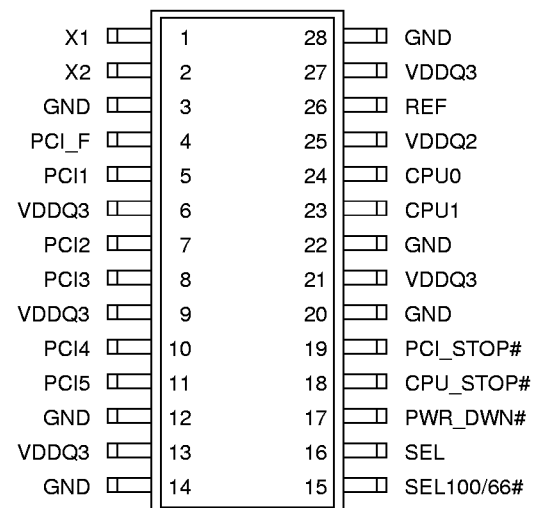 X1 1 28 GND
X2 2 27 VDDQ3
GND 3 26 REF
PCI_F 4 25 VDDQ2
PCI1 5 24 CPU0
VDDQ3 6 23 CPU1
PCI2 7 22 GND
PCI3 8 21 VDDQ3
VDDQ3 9 20 GND
PCI4 10 19 PCI_STOP#
PCI5 11 18 CPU_STOP#
GND 12 17 PWR_DWN#
VDDQ3 13 16 SEL
GND 14 15 SEL100/66#